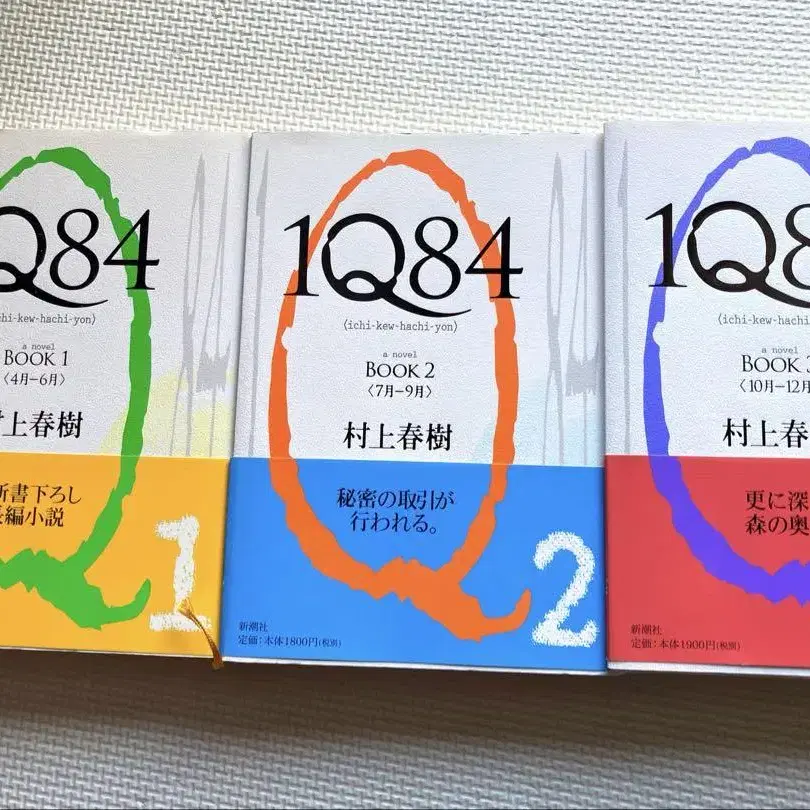 Q84
ichi-kew-hachi-yon〉
a novel
BOOK 1
〈4月–6月〉
村上春樹
新書下ろし
長編小説
1
1Q84
〈ichi-kew-hachi-yon〉
a novel
BOOK 2
〈7月–9月〉
村上春樹
秘密の取引が
行われる。
2
新潮社
定価:本体1800円(税別)
1Q8
〈ichi-kew-hachi
a novel
BOOK 3
〈10月–12月
村上春
更に深
森の奥
新潮社
定価:本体1900円(税別)